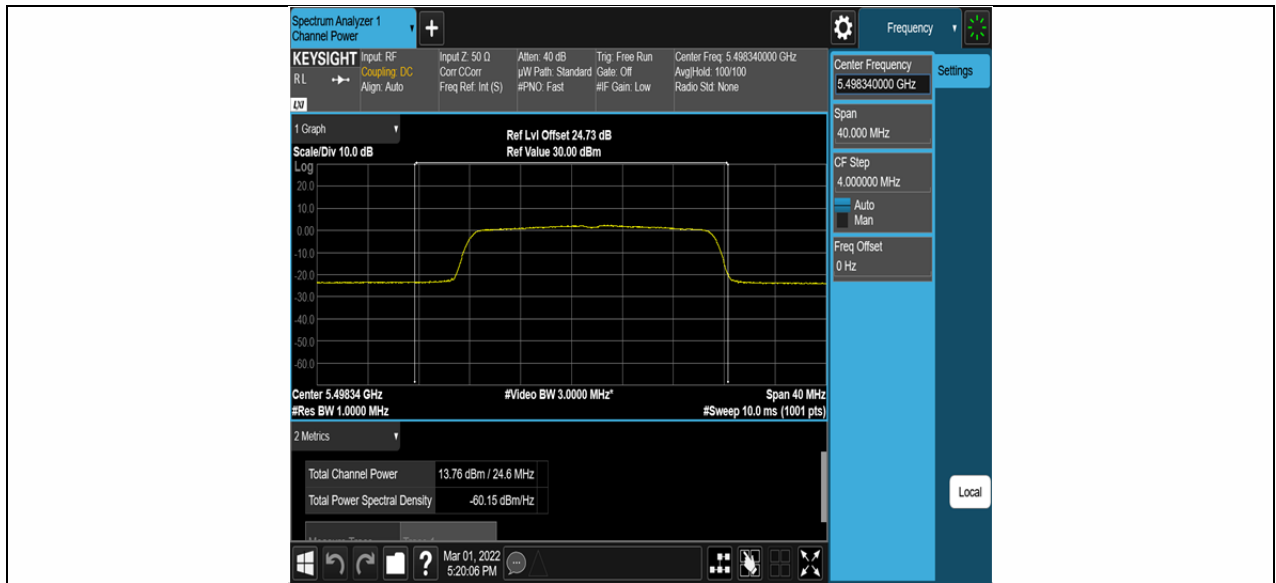 Spectrum Analyzer 1
Channel Power
+
Frequency
KEYSIGHT
RL
LXI
Input: RF
Coupling: DC
Align: Auto
Input Z: 50 Ω
Corr CCorr
Freq Ref: Int (S)
Atten: 40 dB
µW Path: Standard
#PNO: Fast
Trig: Free Run
Gate: Off
#IF Gain: Low
Center Freq: 5.498340000 GHz
Avg|Hold: 100/100
Radio Std: None
Center Frequency
5.498340000 GHz
Settings
Span
40.000 MHz
CF Step
4.000000 MHz
Auto
Man
Freq Offset
0 Hz
Local
1 Graph
Ref Lvl Offset 24.73 dB
Scale/Div 10.0 dB
Ref Value 30.00 dBm
Log
20.0
10.0
0.00
-10.0
-20.0
-30.0
-40.0
-50.0
-60.0
Center 5.49834 GHz
#Video BW 3.0000 MHz*
Span 40 MHz
#Res BW 1.0000 MHz
#Sweep 10.0 ms (1001 pts)
2 Metrics
Total Channel Power 13.76 dBm / 24.6 MHz
Total Power Spectral Density -60.15 dBm/Hz
?
Mar 01, 2022
5:20:06 PM